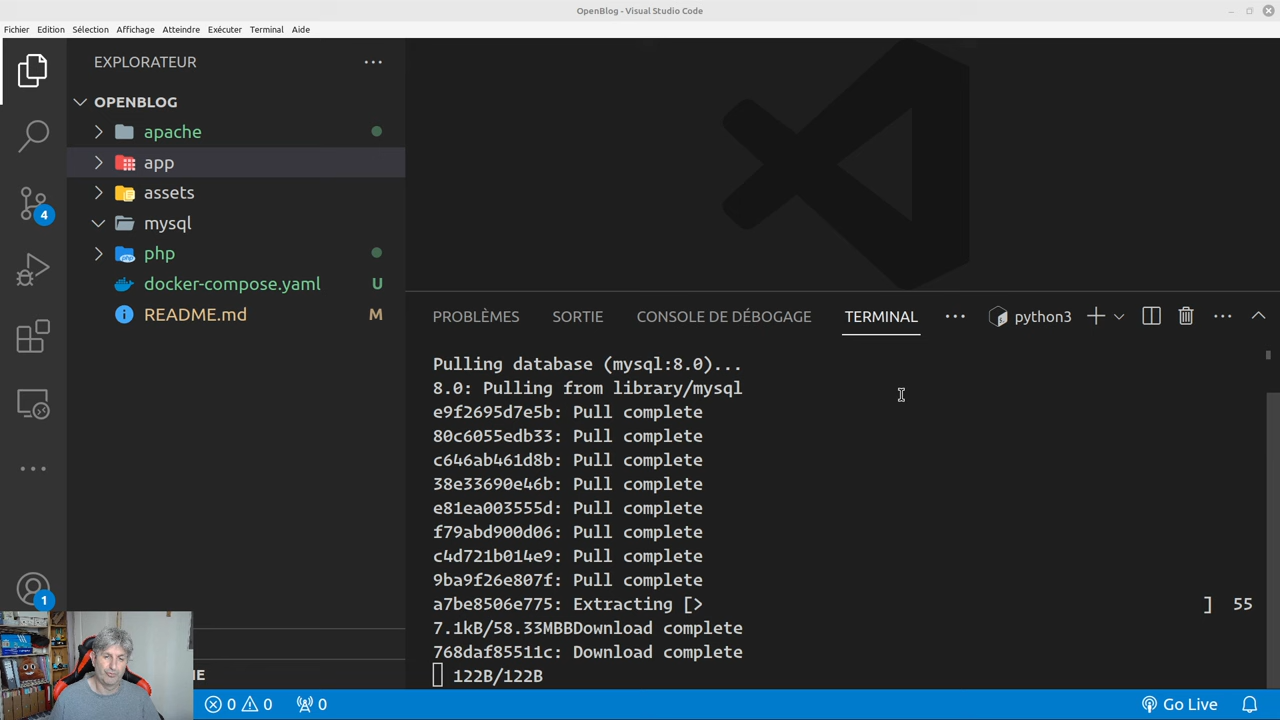 OpenBlog - Visual Studio Code
Fichier Edition Sélection Affichage Atteindre Exécuter Terminal Aide
EXPLORATEUR
OPENBLOG
apache
app
assets
mysql
php
docker-compose.yaml U
README.md M
4
1
PROBLÈMES SORTIE CONSOLE DE DÉBOGAGE TERMINAL python3
Pulling database (mysql:8.0)...
8.0: Pulling from library/mysql
e9f2695d7e5b: Pull complete
80c6055edb33: Pull complete
c646ab461d8b: Pull complete
38e33690e46b: Pull complete
e81ea003555d: Pull complete
f79abd900d06: Pull complete
c4d721b014e9: Pull complete
9ba9f26e807f: Pull complete
a7be8506e775: Extracting [> ] 55
7.1kB/58.33MBBDownload complete
768daf85511c: Download complete
122B/122B
NE
0 0 0 Go Live